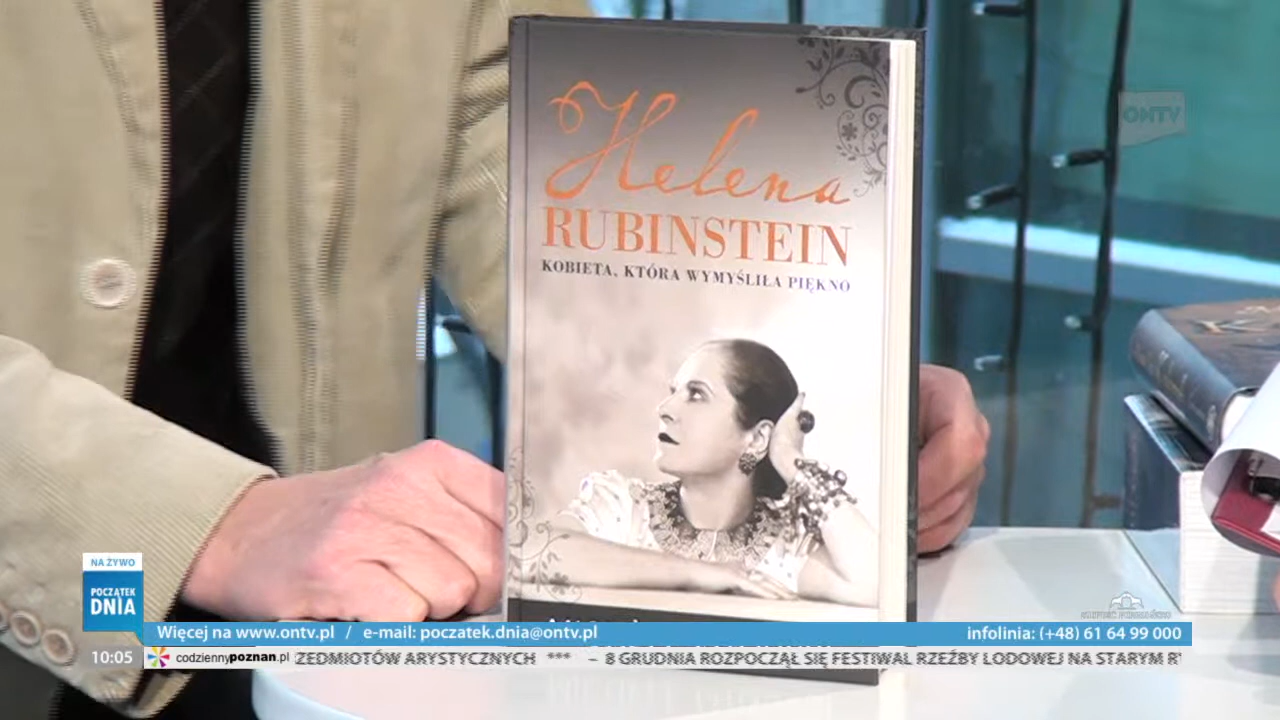 Helena
RUBINSTEIN
KOBIETA, KTÓRA WYMYŚLIŁA PIĘKNO
ONTV
NA ŻYWO
POCZĄTEK
DNIA
Więcej na www.ontv.pl / e-mail: poczatek.dnia@ontv.pl
infolinia: (+48) 61 64 99 000
10:05
codziennypoznan.pl
ZEDMIOTÓW ARYSTYCZNYCH *** – 8 GRUDNIA ROZPOCZĄŁ SIĘ FESTIWAL RZEŹBY LODOWEJ NA STARYM